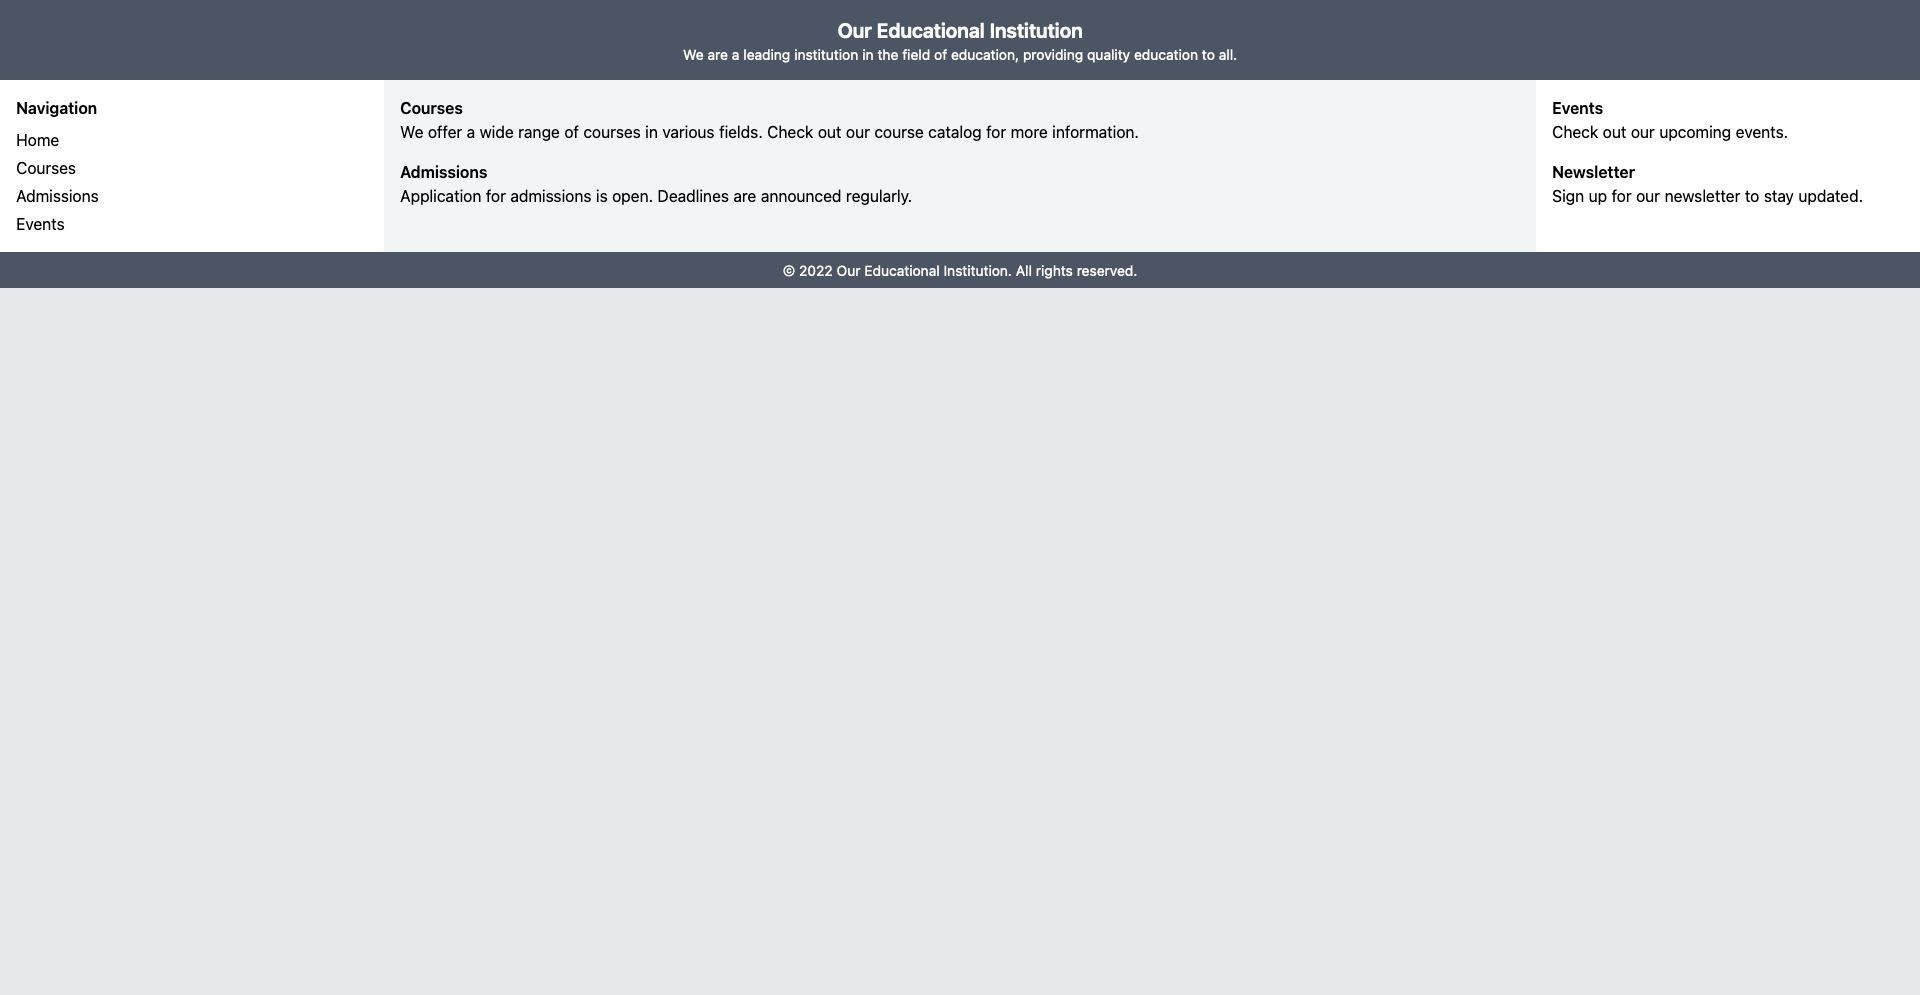 Our Educational Institution
We are a leading institution in the field of education, providing quality education to all.
Navigation
Home
Courses
Admissions
Events
Courses
We offer a wide range of courses in various fields. Check out our course catalog for more information.
Admissions
Application for admissions is open. Deadlines are announced regularly.
Events
Check out our upcoming events.
Newsletter
Sign up for our newsletter to stay updated.
© 2022 Our Educational Institution. All rights reserved.